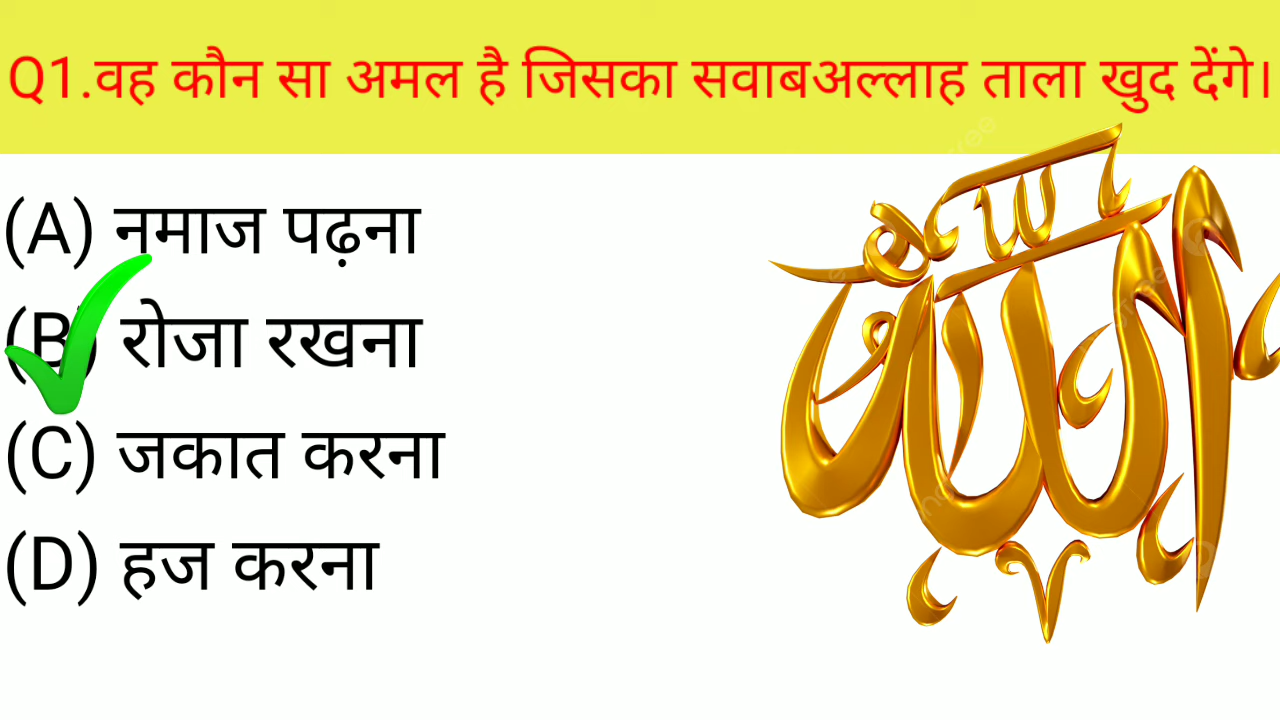 Q1.वह कौन सा अमल है जिसका सवाबअल्लाह ताला खुद देंगे।
(A) नमाज पढ़ना
(B) रोजा रखना
(C) जकात करना
(D) हज करना